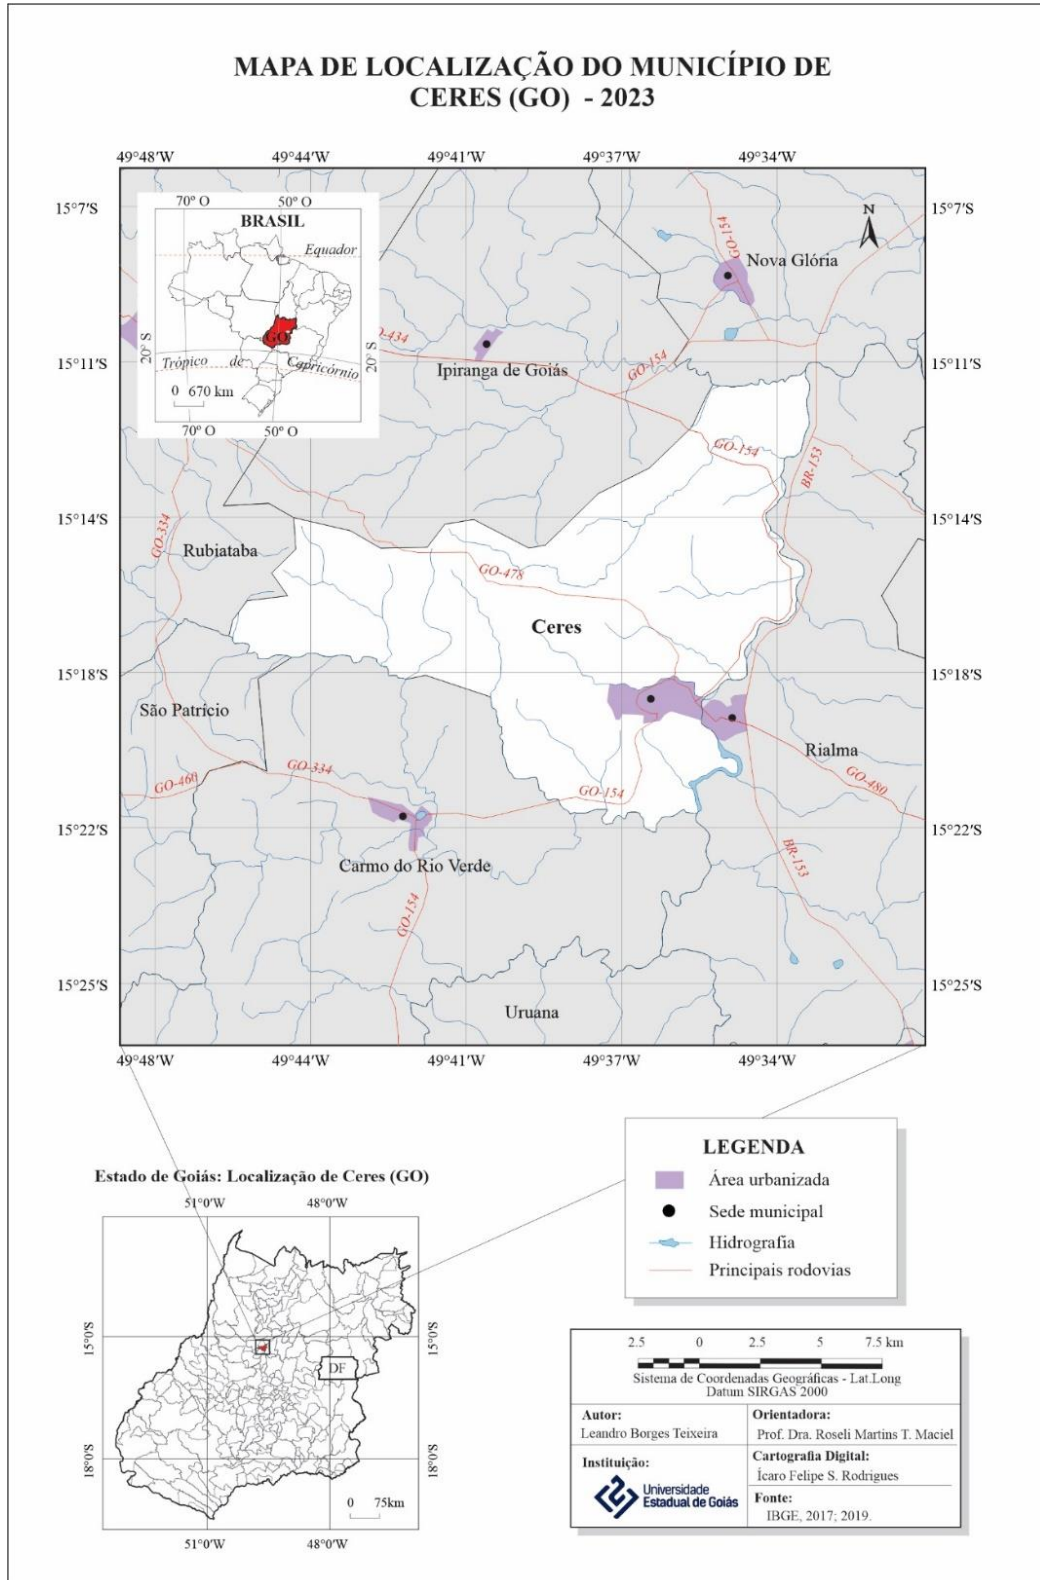 MAPA DE LOCALIZAÇÃO DO MUNICÍPIO DE
CERES (GO) - 2023
49°48'W 49°44'W 49°41'W 49°37'W 49°34'W
70° O 50° O
BRASIL
Equador
GO
20° S
20° S
Trópico de Capricórnio
0 670 km
70° O 50° O
N
15°7'S 15°7'S
GO-154
Nova Glória
O-434
15°11'S 15°11'S
Ipiranga de Goiás
GO-154
GO-154
BR-153
15°14'S 15°14'S
GO-334
Rubiataba
GO-478
Ceres
15°18'S 15°18'S
São Patrício
Rialma
GO-460
GO-334
GO-154
GO-480
15°22'S 15°22'S
Carmo do Rio Verde
BR-153
GO-154
15°25'S 15°25'S
Uruana
49°48'W 49°44'W 49°41'W 49°37'W 49°34'W
Estado de Goiás: Localização de Ceres (GO)
51°0'W 48°0'W
15°0'S
15°0'S
DF
18°0'S
18°0'S
0 75km
51°0'W 48°0'W
LEGENDA
Área urbanizada
Sede municipal
Hidrografia
Principais rodovias
2.5 0 2.5 5 7.5 km
Sistema de Coordenadas Geográficas - Lat.Long
Datum SIRGAS 2000
Autor:
Leandro Borges Teixeira
Orientadora:
Prof. Dra. Roseli Martins T. Maciel
Instituição:
Universidade
Estadual de Goiás
Cartografia Digital:
Ícaro Felipe S. Rodrigues
Fonte:
IBGE, 2017; 2019.